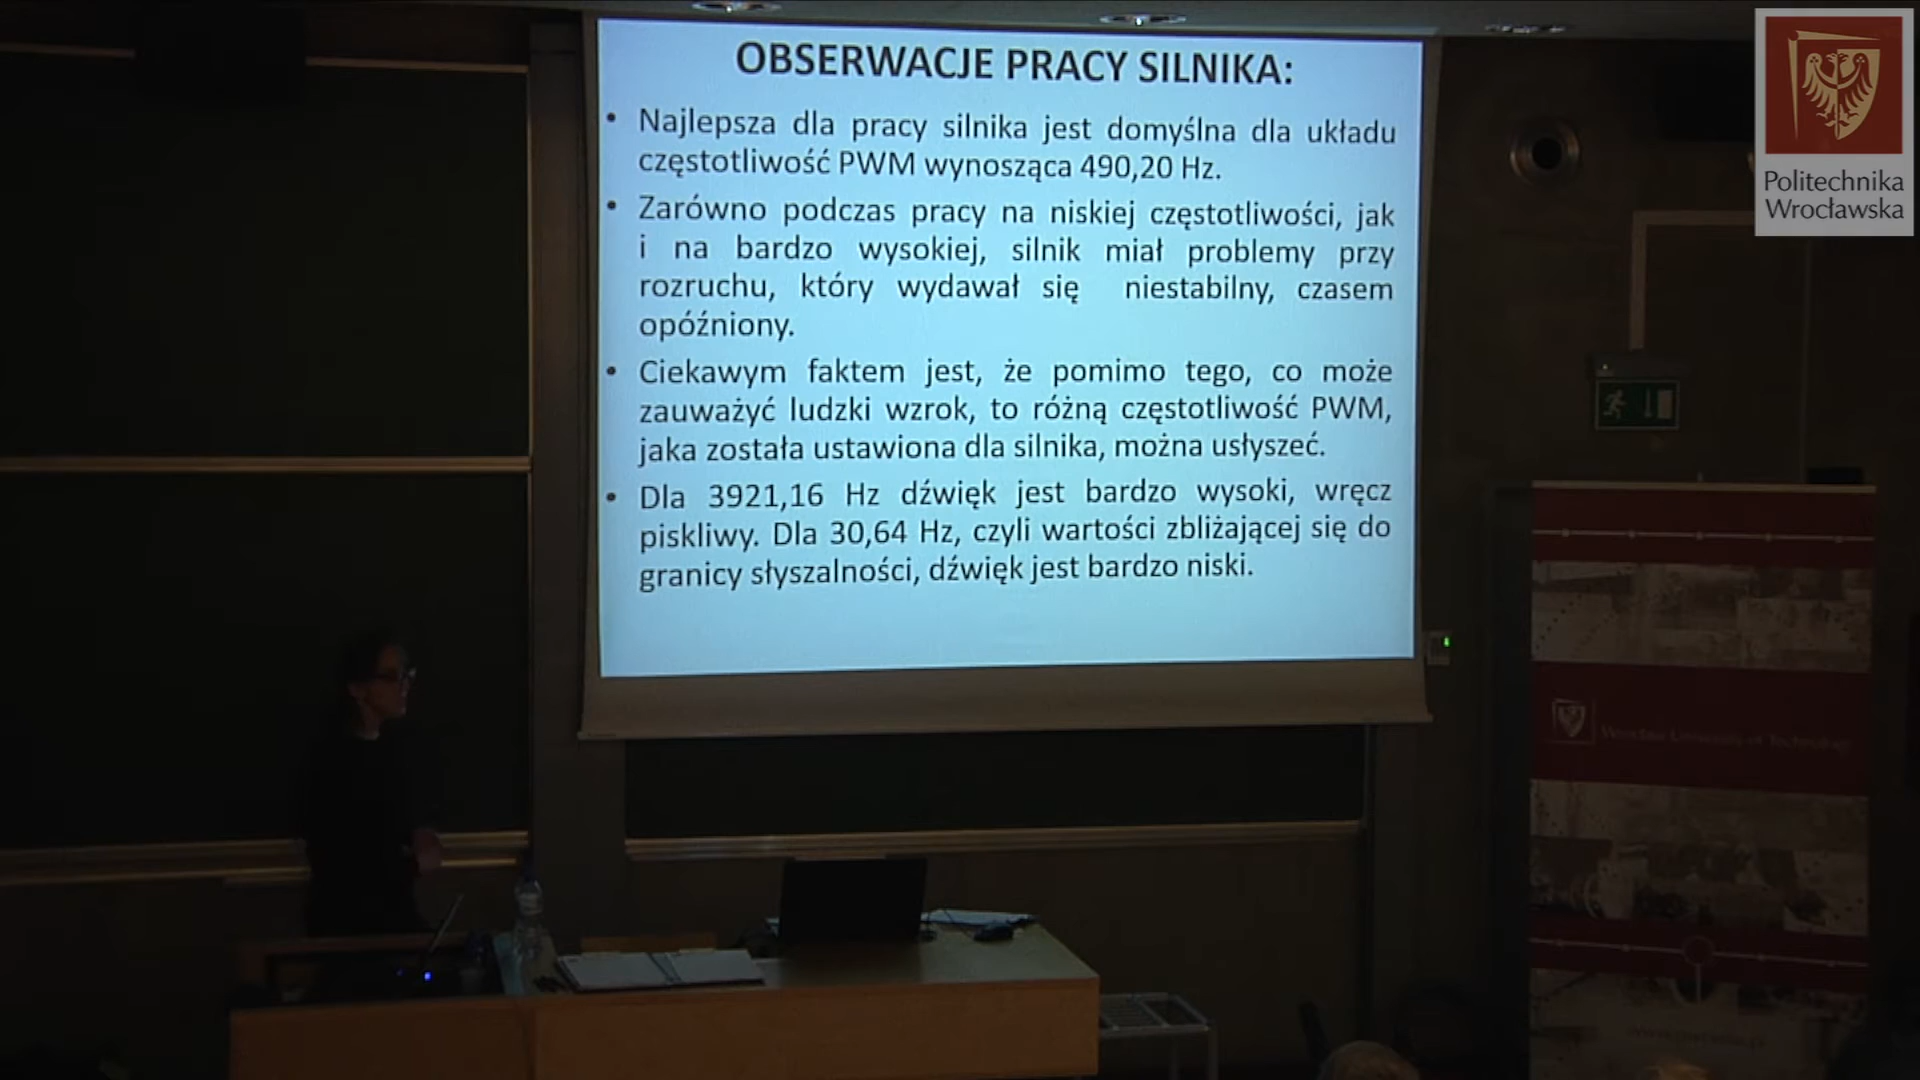 OBSERWACJE PRACY SILNIKA:
• Najlepsza dla pracy silnika jest domyślna dla układu
częstotliwość PWM wynosząca 490,20 Hz.
• Zarówno podczas pracy na niskiej częstotliwości, jak
i na bardzo wysokiej, silnik miał problemy przy
rozruchu, który wydawał się niestabilny, czasem
opóźniony.
• Ciekawym faktem jest, że pomimo tego, co może
zauważyć ludzki wzrok, to różną częstotliwość PWM,
jaka została ustawiona dla silnika, można usłyszeć.
• Dla 3921,16 Hz dźwięk jest bardzo wysoki, wręcz
piskliwy. Dla 30,64 Hz, czyli wartości zbliżającej się do
granicy słyszalności, dźwięk jest bardzo niski.
Politechnika
Wrocławska
Wrocław University of Technology